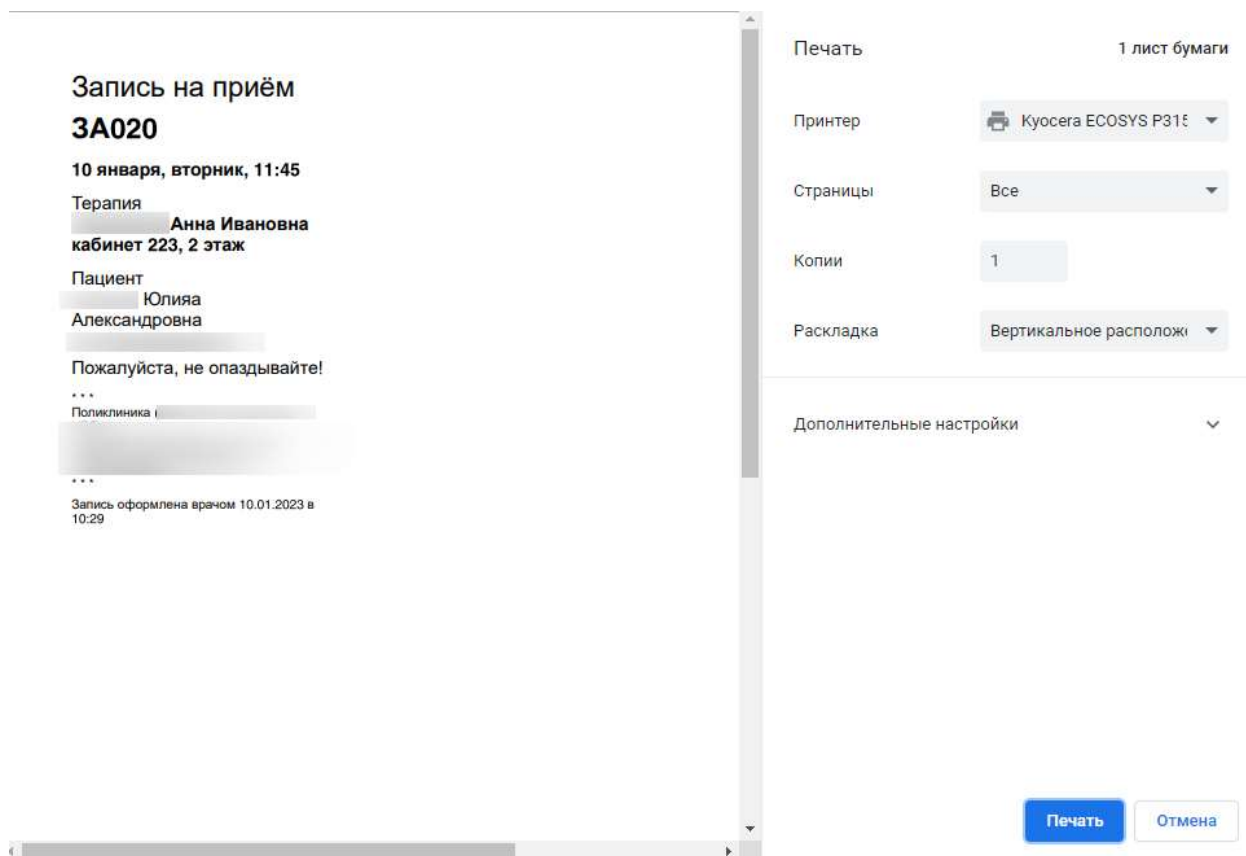 Запись на приём
3A020
10 января, вторник, 11:45
Терапия
Анна Ивановна
кабинет 223, 2 этаж
Пациент
Юлияа
Александровна
Пожалуйста, не опаздывайте!
* * *
Поликлиника
* * *
Запись оформлена врачом 10.01.2023 в
10:29
Печать
1 лист бумаги
Принтер
Kyocera ECOSYS P315
Страницы
Все
Копии
1
Раскладка
Вертикальное располож
Дополнительные настройки
Печать
Отмена